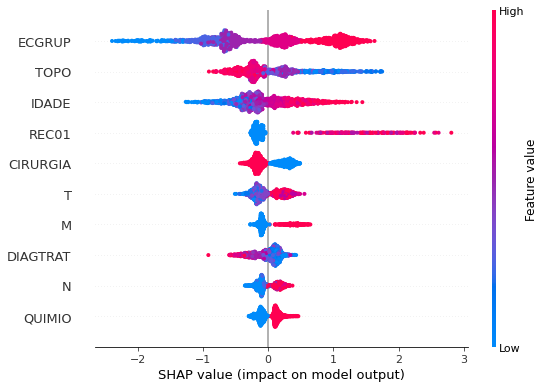 High
ECGRUP
TOPO
IDADE
REC01
CIRURGIA
T
M
DIAGTRAT
N
QUIMIO
Feature value
Low
−2
−1
0
1
2
3
SHAP value (impact on model output)